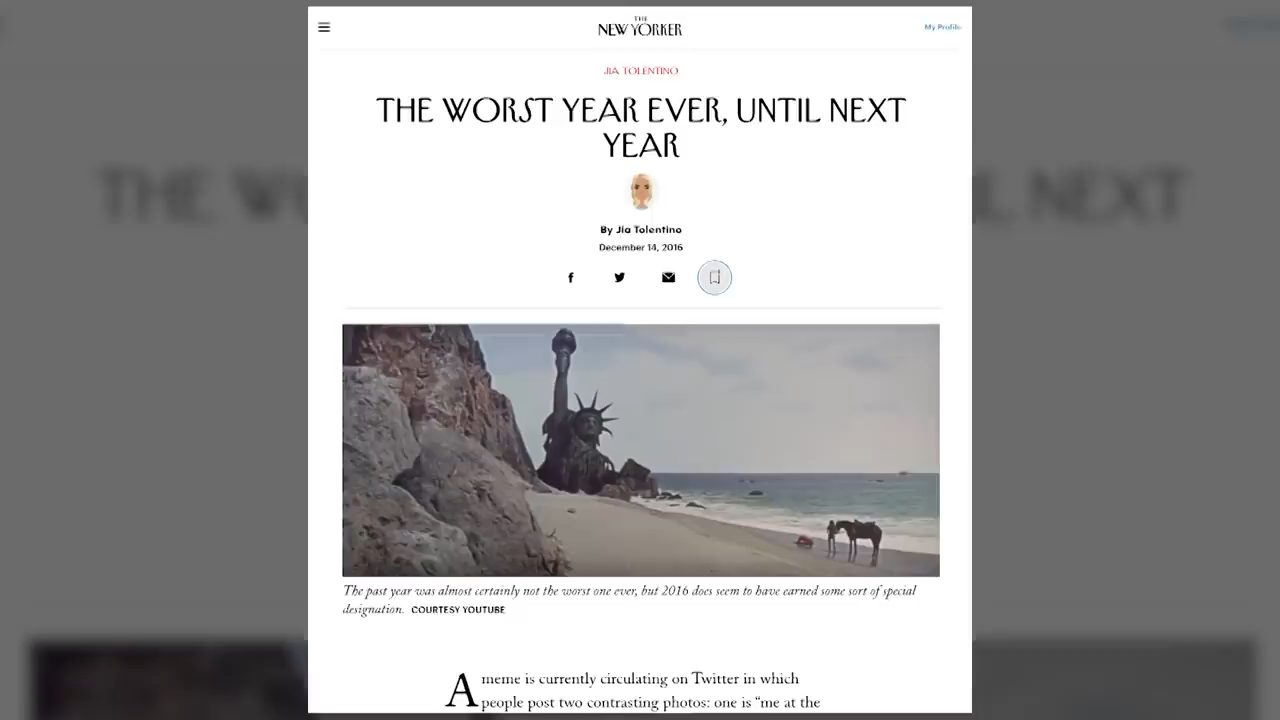 THE
NEW YORKER
My Profile
JIA TOLENTINO
THE WORST YEAR EVER, UNTIL NEXT
YEAR
By Jia Tolentino
December 14, 2016
The past year was almost certainly not the worst one ever, but 2016 does seem to have earned some sort of special
designation. COURTESY YOUTUBE
A meme is currently circulating on Twitter in which
people post two contrasting photos: one is “me at the